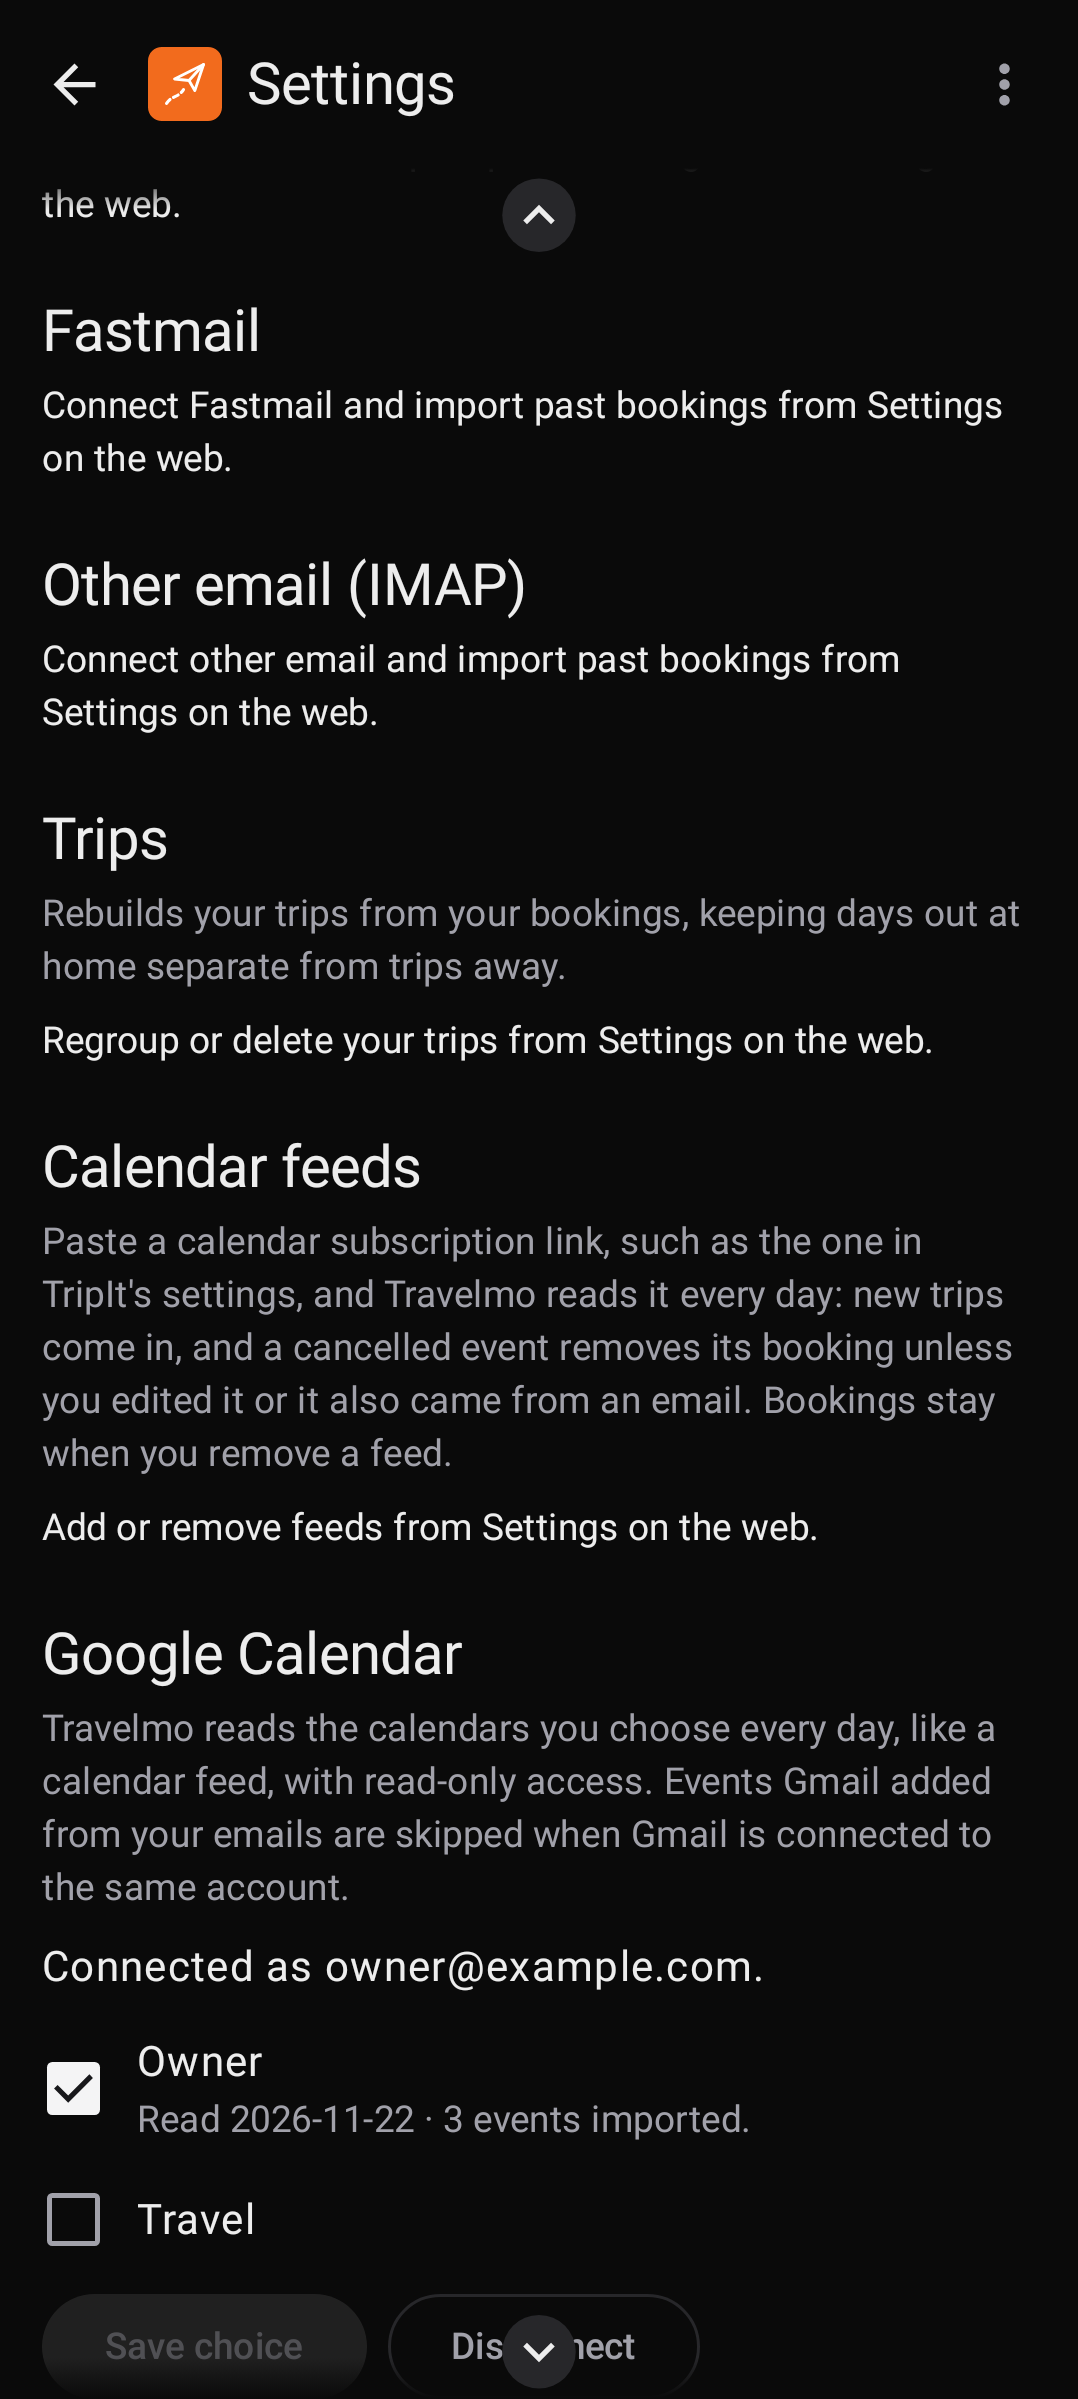 Settings
the web.
Fastmail
Connect Fastmail and import past bookings from Settings
on the web.
Other email (IMAP)
Connect other email and import past bookings from
Settings on the web.
Trips
Rebuilds your trips from your bookings, keeping days out at
home separate from trips away.
Regroup or delete your trips from Settings on the web.
Calendar feeds
Paste a calendar subscription link, such as the one in
TripIt's settings, and Travelmo reads it every day: new trips
come in, and a cancelled event removes its booking unless
you edited it or it also came from an email. Bookings stay
when you remove a feed.
Add or remove feeds from Settings on the web.
Google Calendar
Travelmo reads the calendars you choose every day, like a
calendar feed, with read-only access. Events Gmail added
from your emails are skipped when Gmail is connected to
the same account.
Connected as owner@example.com.
Owner
Read 2026-11-22 · 3 events imported.
Travel
Save choice